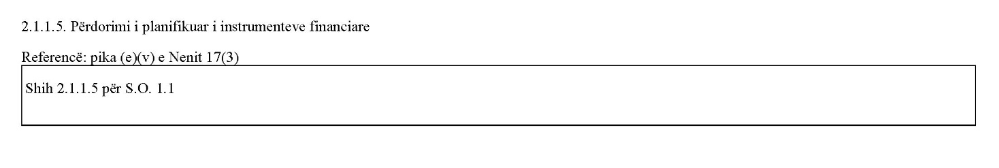 2.1.1.5. Përdorimi i planifikuar i instrumenteve financiare
Referencë: pika (e)(v) e Nenit 17(3)
Shih 2.1.1.5 për S.O. 1.1